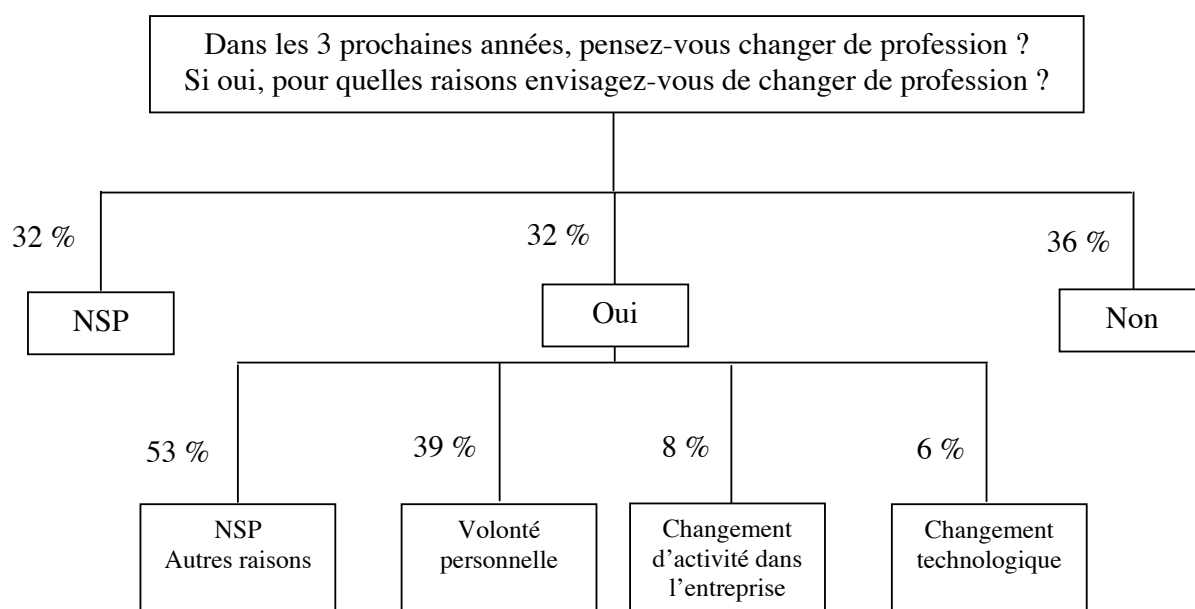 Dans les 3 prochaines années, pensez-vous changer de profession ?
Si oui, pour quelles raisons envisagez-vous de changer de profession ?
32 %
32 %
36 %
NSP
Oui
Non
53 %
39 %
8 %
6 %
NSP
Autres raisons
Volonté
personnelle
Changement
d’activité dans
l’entreprise
Changement
technologique